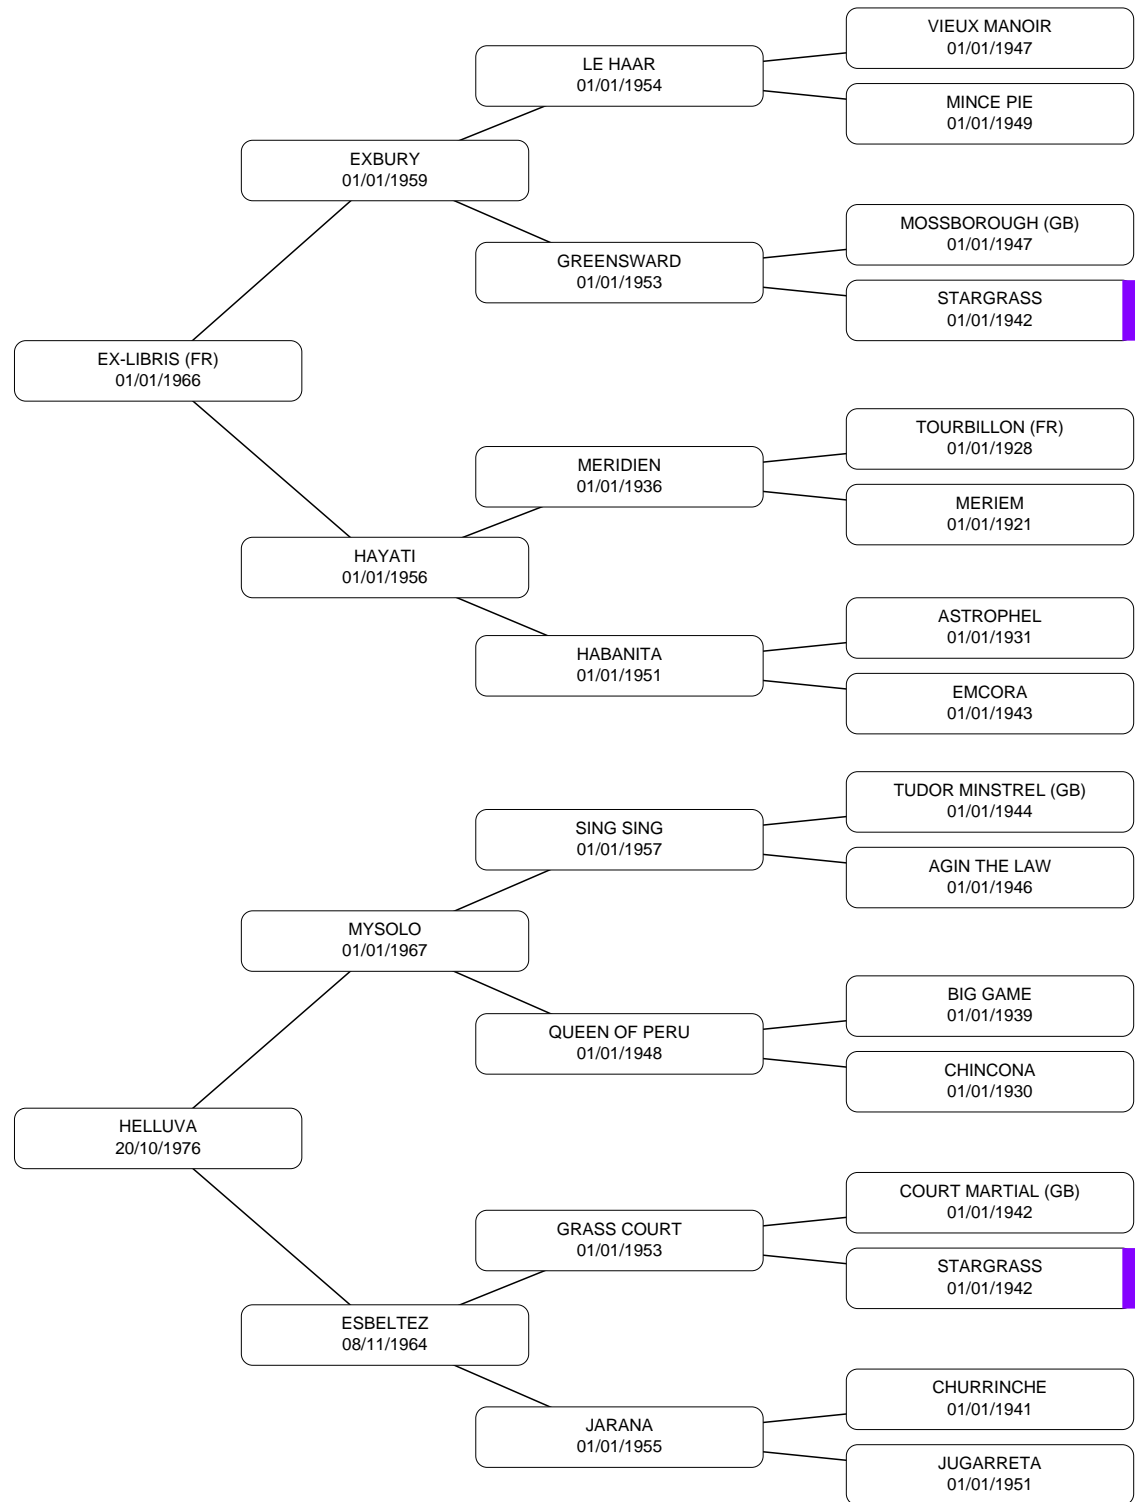 VIEUX MANOIR
01/01/1947
LE HAAR
01/01/1954
MINCE PIE
01/01/1949
EXBURY
01/01/1959
MOSSBOROUGH (GB)
01/01/1947
GREENSWARD
01/01/1953
STARGRASS
01/01/1942
EX-LIBRIS (FR)
01/01/1966
TOURBILLON (FR)
01/01/1928
MERIDIEN
01/01/1936
MERIEM
01/01/1921
HAYATI
01/01/1956
ASTROPHEL
01/01/1931
HABANITA
01/01/1951
EMCORA
01/01/1943
TUDOR MINSTREL (GB)
01/01/1944
SING SING
01/01/1957
AGIN THE LAW
01/01/1946
MYSOLO
01/01/1967
BIG GAME
01/01/1939
QUEEN OF PERU
01/01/1948
CHINCONA
01/01/1930
HELLUVA
20/10/1976
COURT MARTIAL (GB)
01/01/1942
GRASS COURT
01/01/1953
STARGRASS
01/01/1942
ESBELTEZ
08/11/1964
CHURRINCHE
01/01/1941
JARANA
01/01/1955
JUGARRETA
01/01/1951